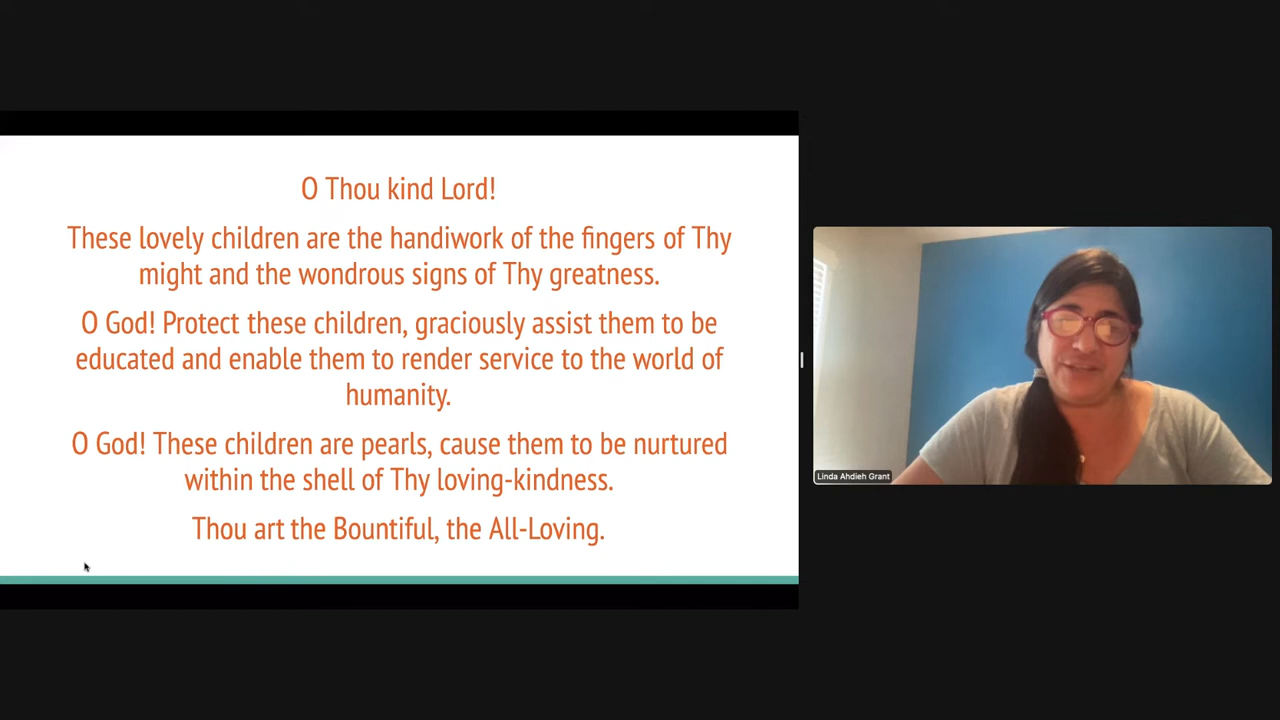 O Thou kind Lord!
These lovely children are the handiwork of the fingers of Thy
might and the wondrous signs of Thy greatness.
O God! Protect these children, graciously assist them to be
educated and enable them to render service to the world of
humanity.
O God! These children are pearls, cause them to be nurtured
within the shell of Thy loving-kindness.
Thou art the Bountiful, the All-Loving.
Linda Ahdieh Grant